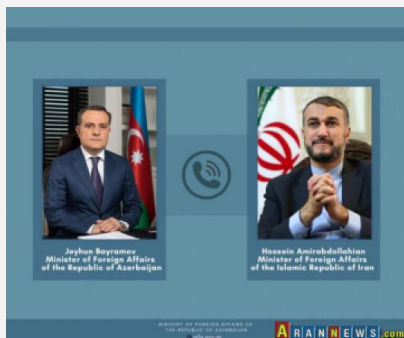 Jeyhun Bayramov
Minister of Foreign Affairs
of the Republic of Azerbaijan
Hossein Amirabdollahian
Minister of Foreign Affairs
of the Islamic Republic of Iran
MINISTRY OF FOREIGN AFFAIRS OF
THE REPUBLIC OF AZERBAIJAN
ARANNEWS.com